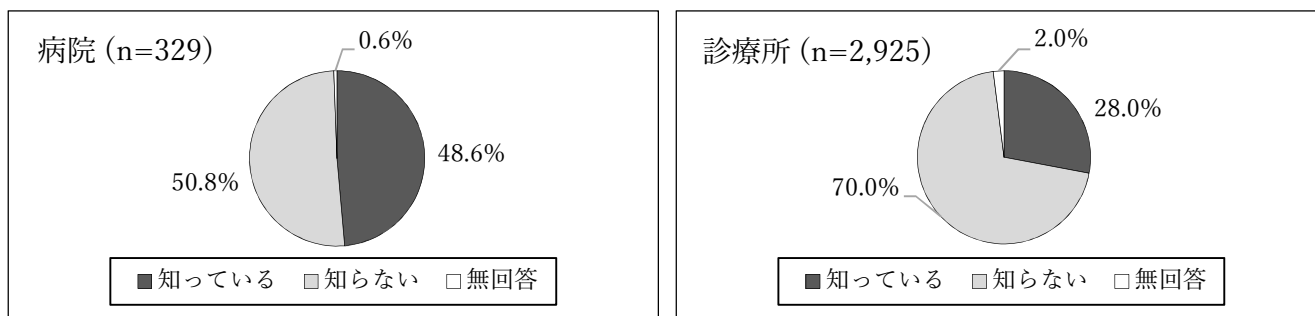 病院 (n=329)
0.6%
48.6%
50.8%
■知っている □知らない □無回答
診療所 (n=2,925)
2.0%
28.0%
70.0%
■知っている □知らない □無回答